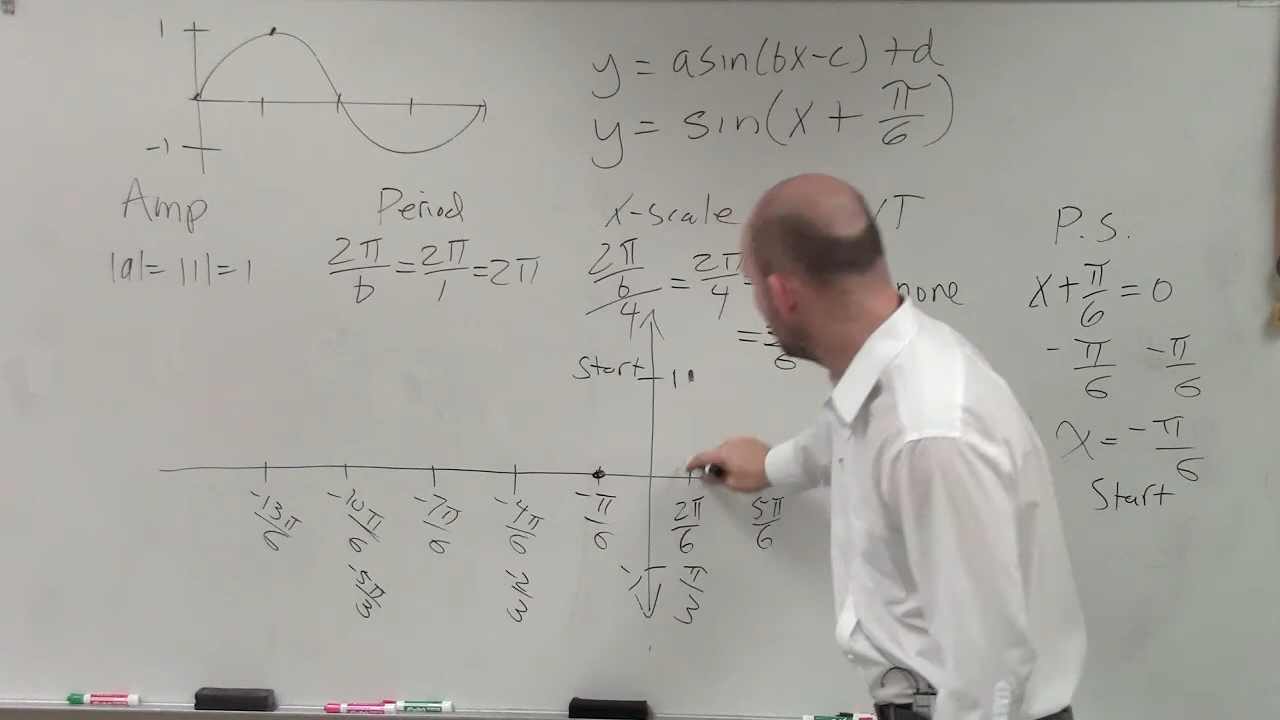 1
-1
y = a sin(bx-c) + d
y = sin(x + π/6)
Amp
|a| = |1| = 1
Period
2π/b = 2π/1 = 2π
x-scale
2π/b/4 = 2π/4
=
6
T
none
P.S.
x + π/6 = 0
-π/6 -π/6
x = -π/6
Start
Start 1
-13π/6 -10π/6 -7π/6 -4π/6 -π/6 2π/6 5π/6
-5π/3 -2/3 π/3